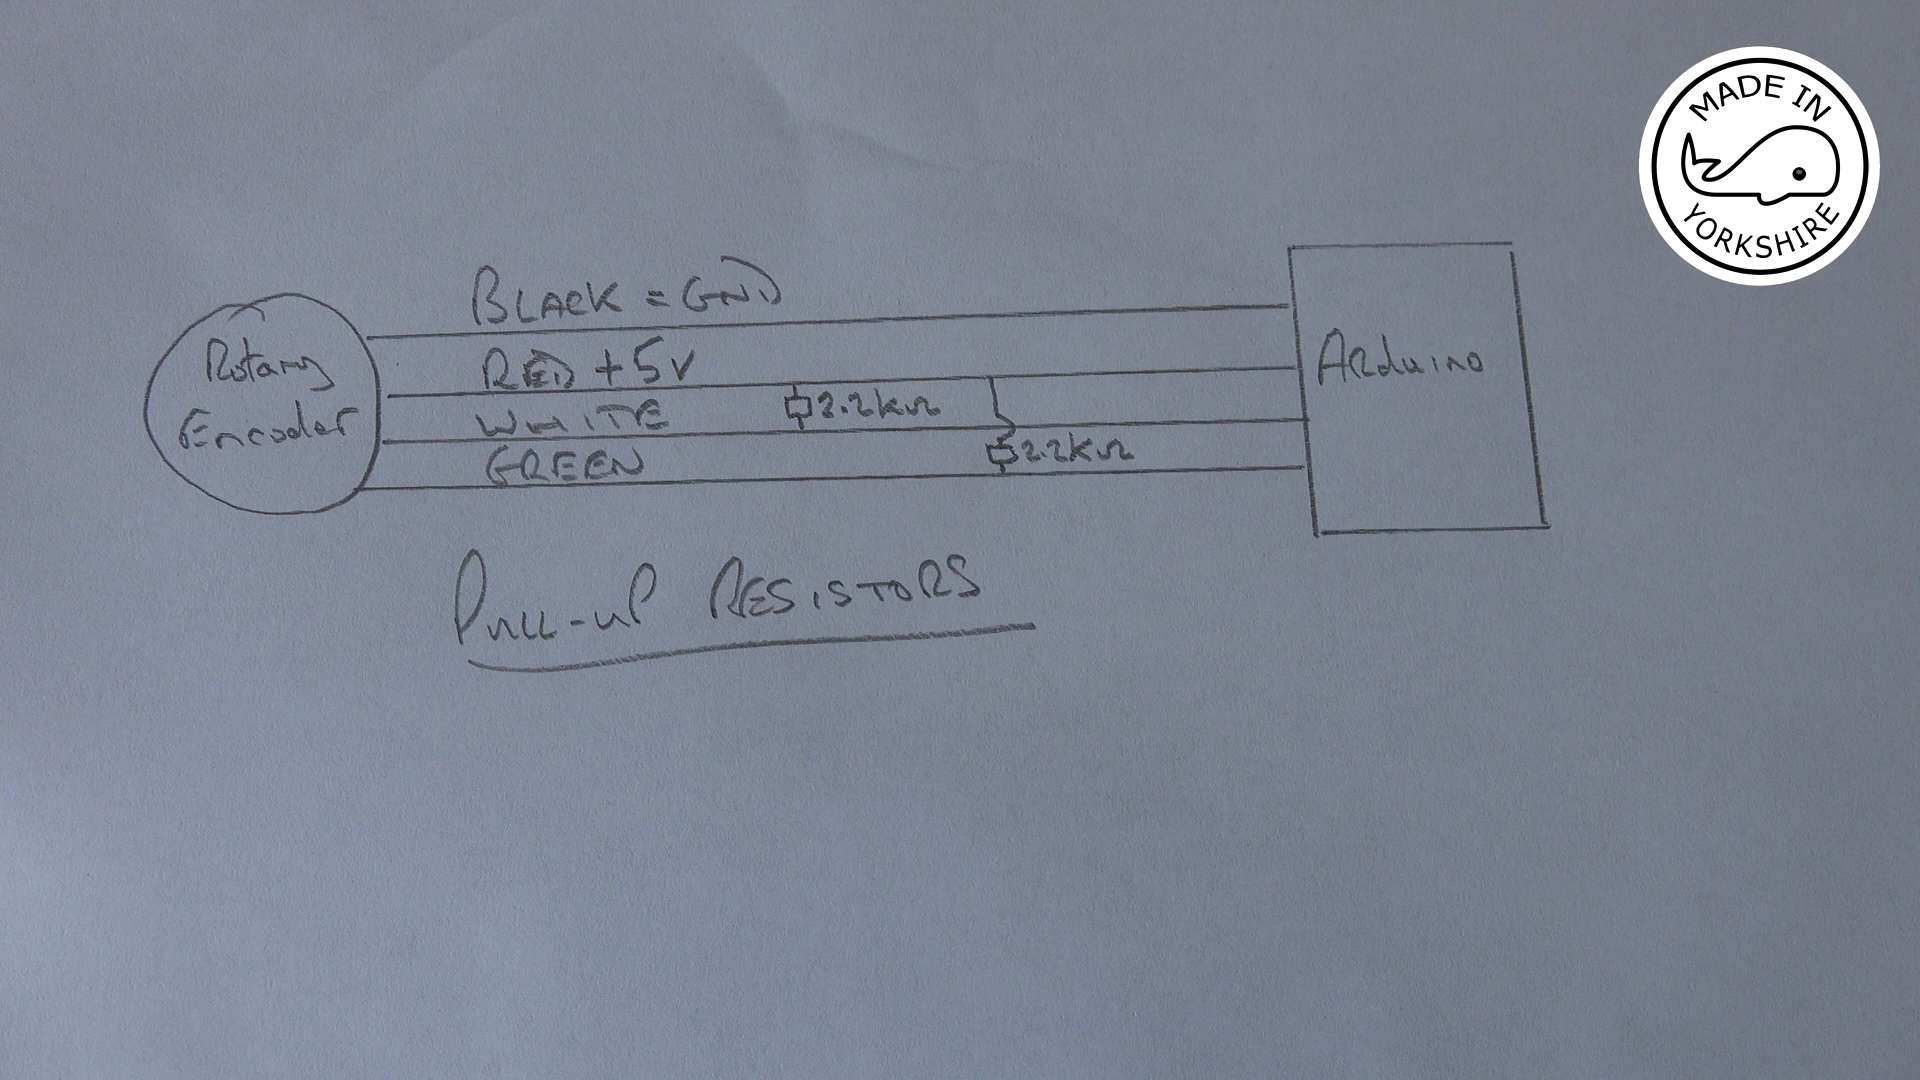 MADE IN
YORKSHIRE
BLACK = GND
RED +5V
WHITE
GREEN
2.2kΩ
2.2kΩ
Rotary
Encoder
Arduino
Pull-up RESISTORS